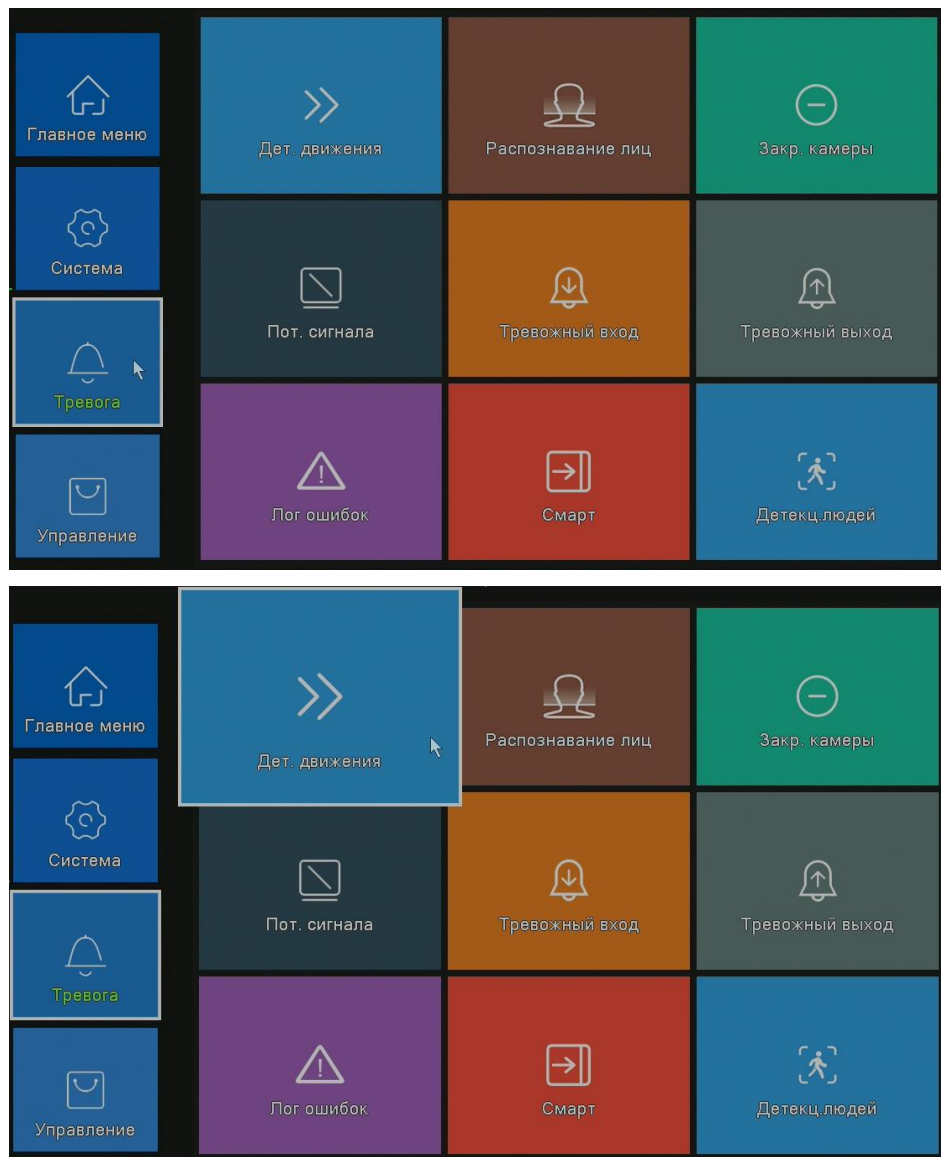 Главное меню
Дет. движения
Распознавание лиц
Закр. камеры
Система
Пот. сигнала
Тревожный вход
Тревожный выход
Тревога
Лог ошибок
Смарт
Детекц.людей
Управление
Главное меню
Дет. движения
Распознавание лиц
Закр. камеры
Система
Пот. сигнала
Тревожный вход
Тревожный выход
Тревога
Лог ошибок
Смарт
Детекц.людей
Управление